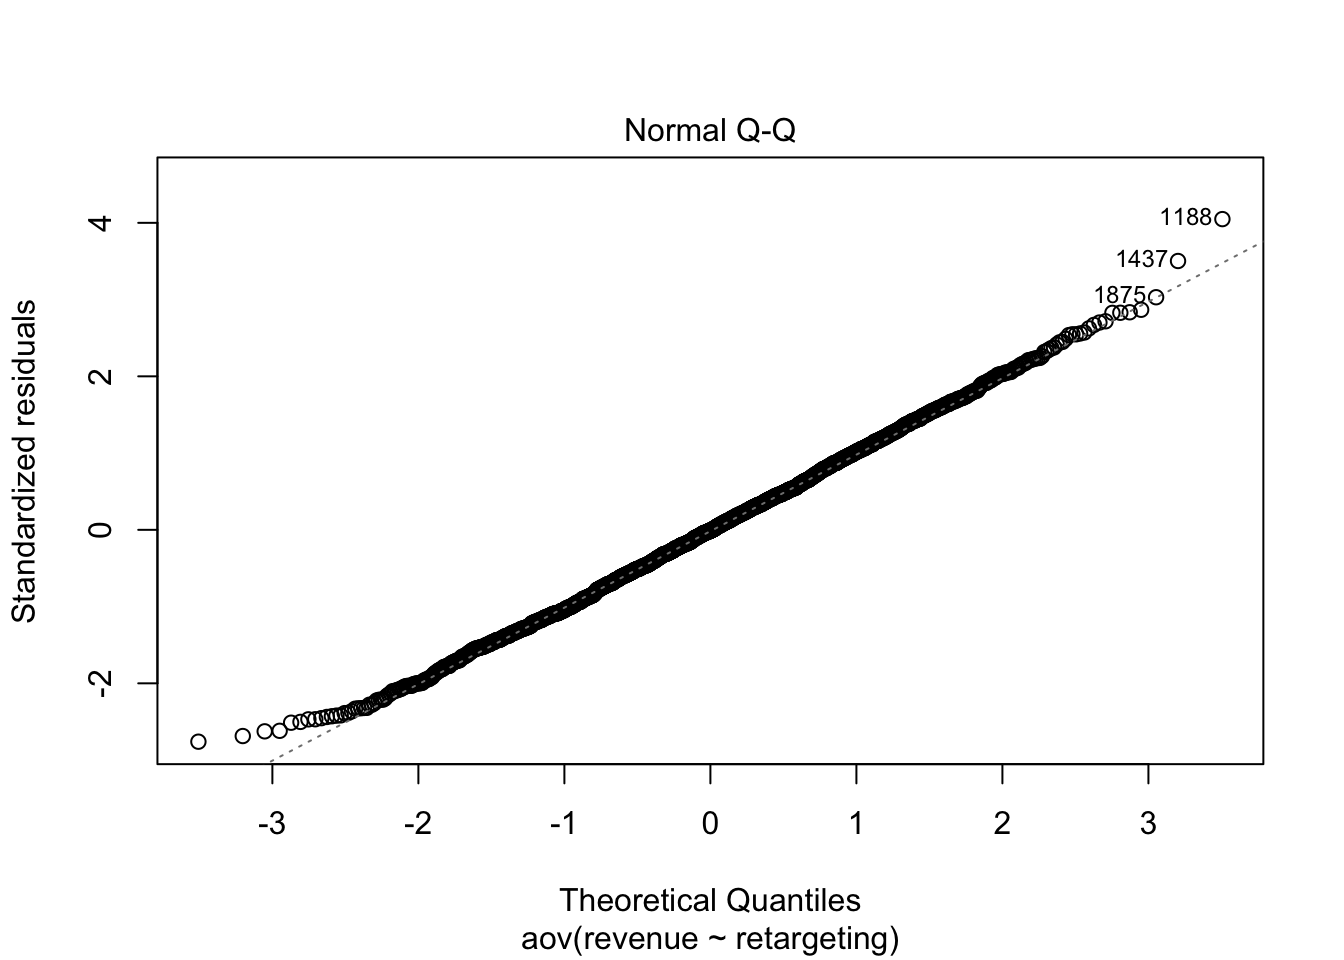 Normal Q-Q
Standardized residuals
4
2
0
-2
1188
1437
1875
-3 -2 -1 0 1 2 3
Theoretical Quantiles
aov(revenue ~ retargeting)